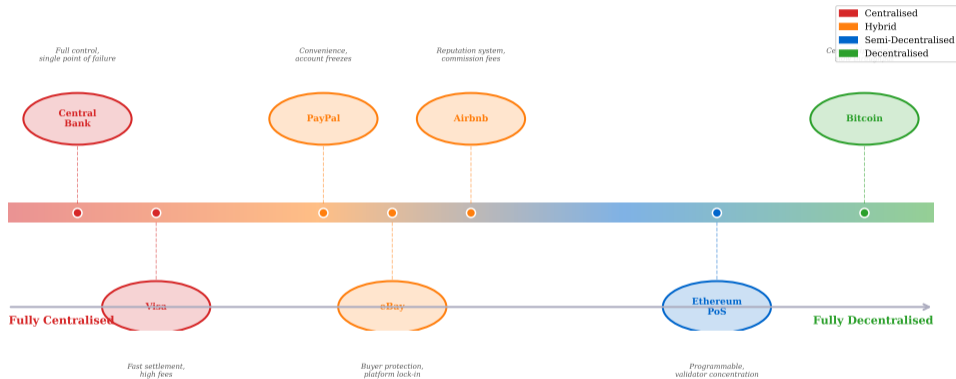 Centralised
Hybrid
Semi-Decentralised
Decentralised
Full control,
single point of failure
Convenience,
account freezes
Reputation system,
commission fees
Central
Bank
PayPal
Airbnb
Bitcoin
Visa
eBay
Ethereum
PoS
Fully Centralised
Fully Decentralised
Fast settlement,
high fees
Buyer protection,
platform lock-in
Programmable,
validator concentration